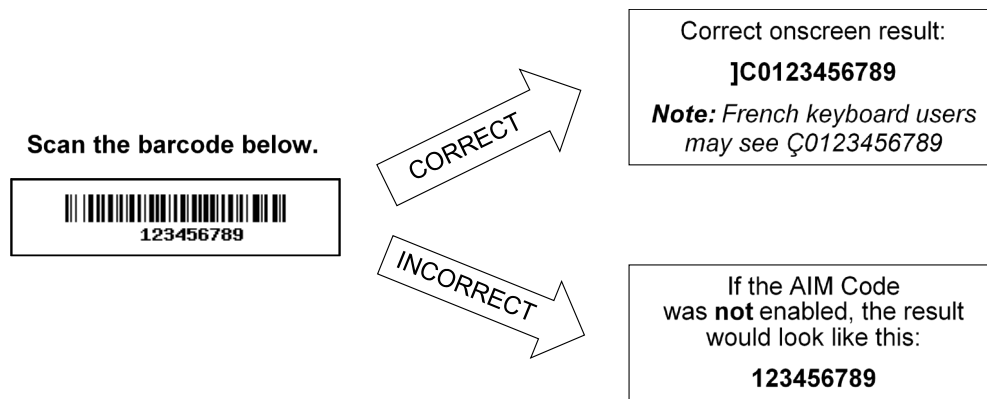 Scan the barcode below.
123456789
CORRECT
INCORRECT
Correct onscreen result:
]C0123456789
Note: French keyboard users
may see Ç0123456789
If the AIM Code
was not enabled, the result
would look like this:
123456789